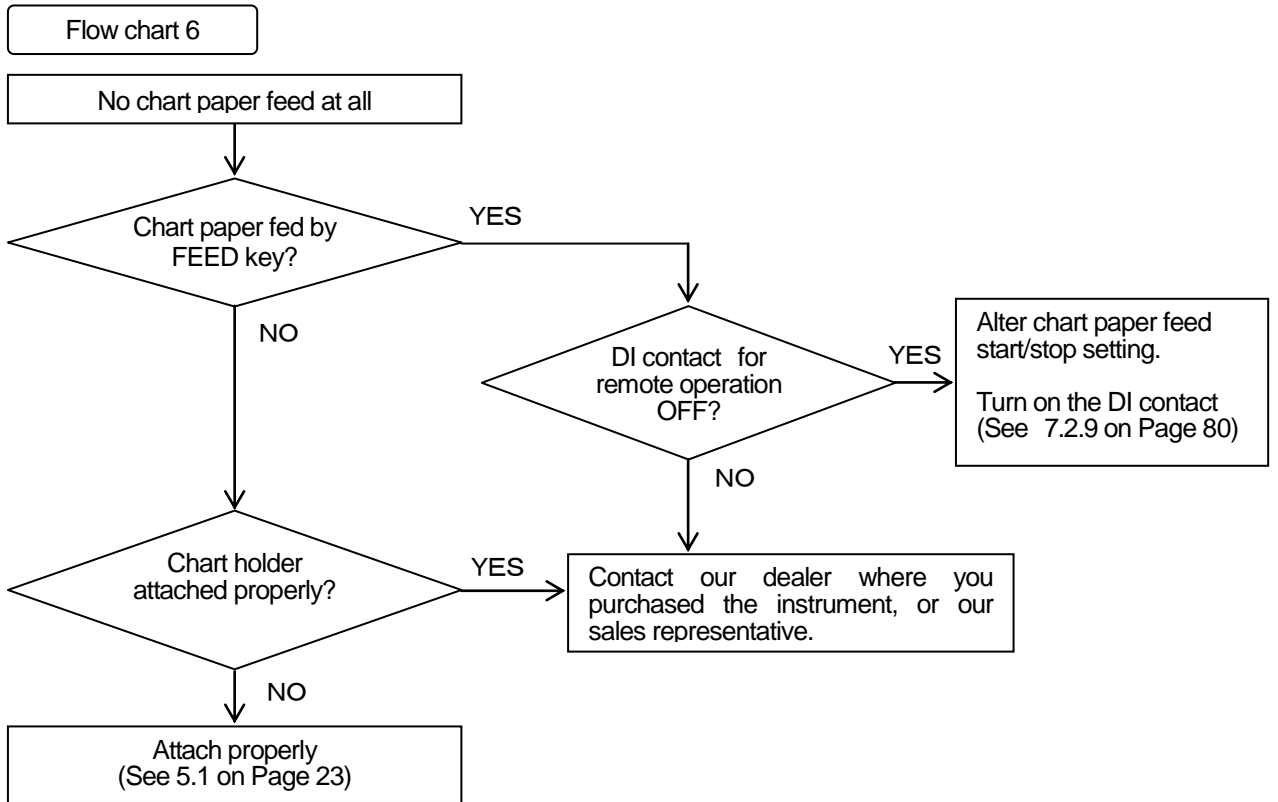 Flow chart 6
No chart paper feed at all
Chart paper fed by
FEED key?
YES
NO
DI contact for
remote operation
OFF?
YES
Alter chart paper feed
start/stop setting.
Turn on the DI contact
(See 7.2.9 on Page 80)
NO
Chart holder
attached properly?
YES
Contact our dealer where you
purchased the instrument, or our
sales representative.
NO
Attach properly
(See 5.1 on Page 23)